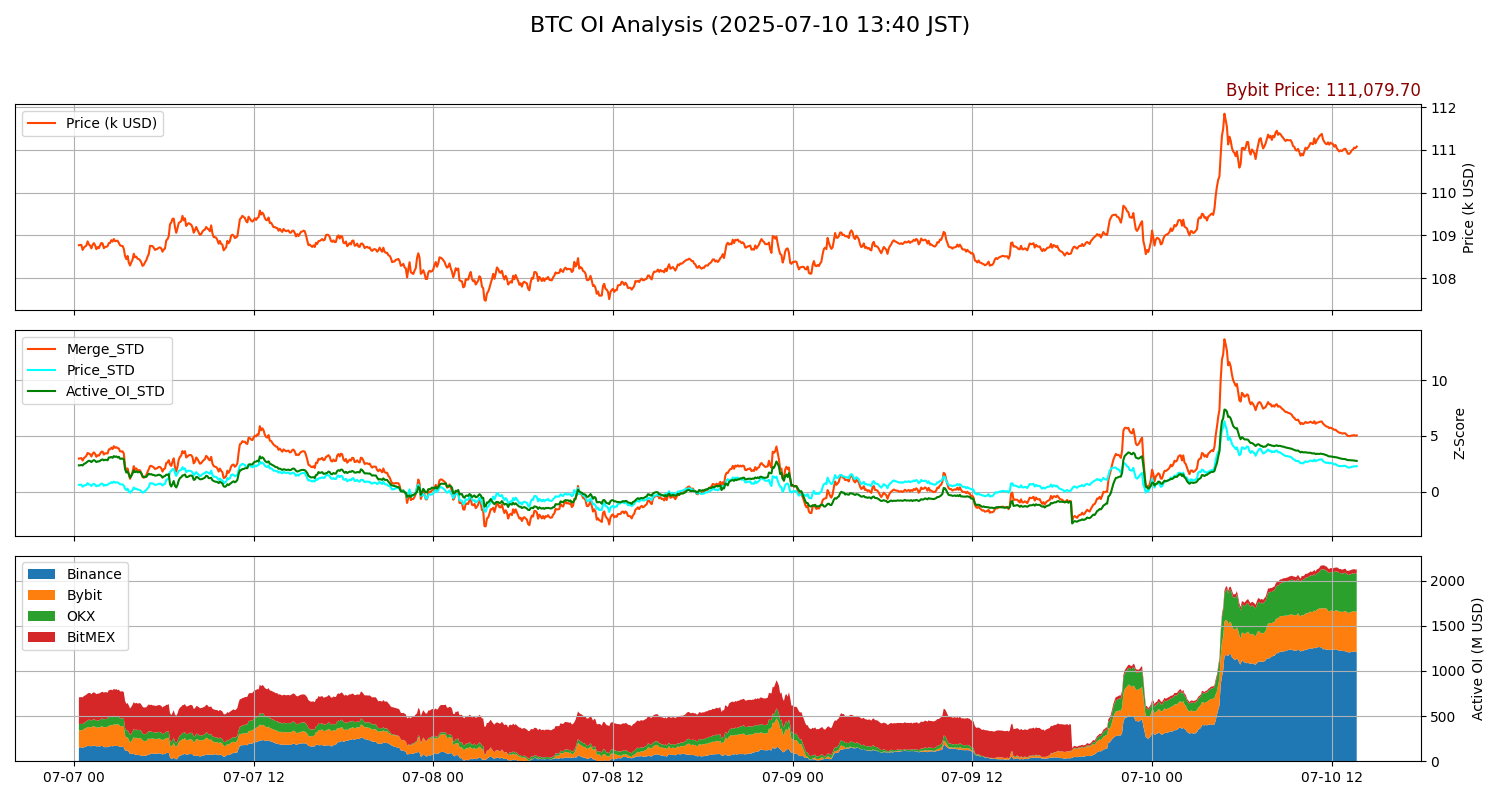 BTC OI Analysis (2025-07-10 13:40 JST)
Bybit Price: 111,079.70
Price (k USD)
112
111
110
109
108
Price (k USD)
Merge_STD
Price_STD
Active_OI_STD
10
5
0
Z-Score
Binance
Bybit
OKX
BitMEX
2000
1500
1000
500
0
Active OI (M USD)
07-07 00
07-07 12
07-08 00
07-08 12
07-09 00
07-09 12
07-10 00
07-10 12